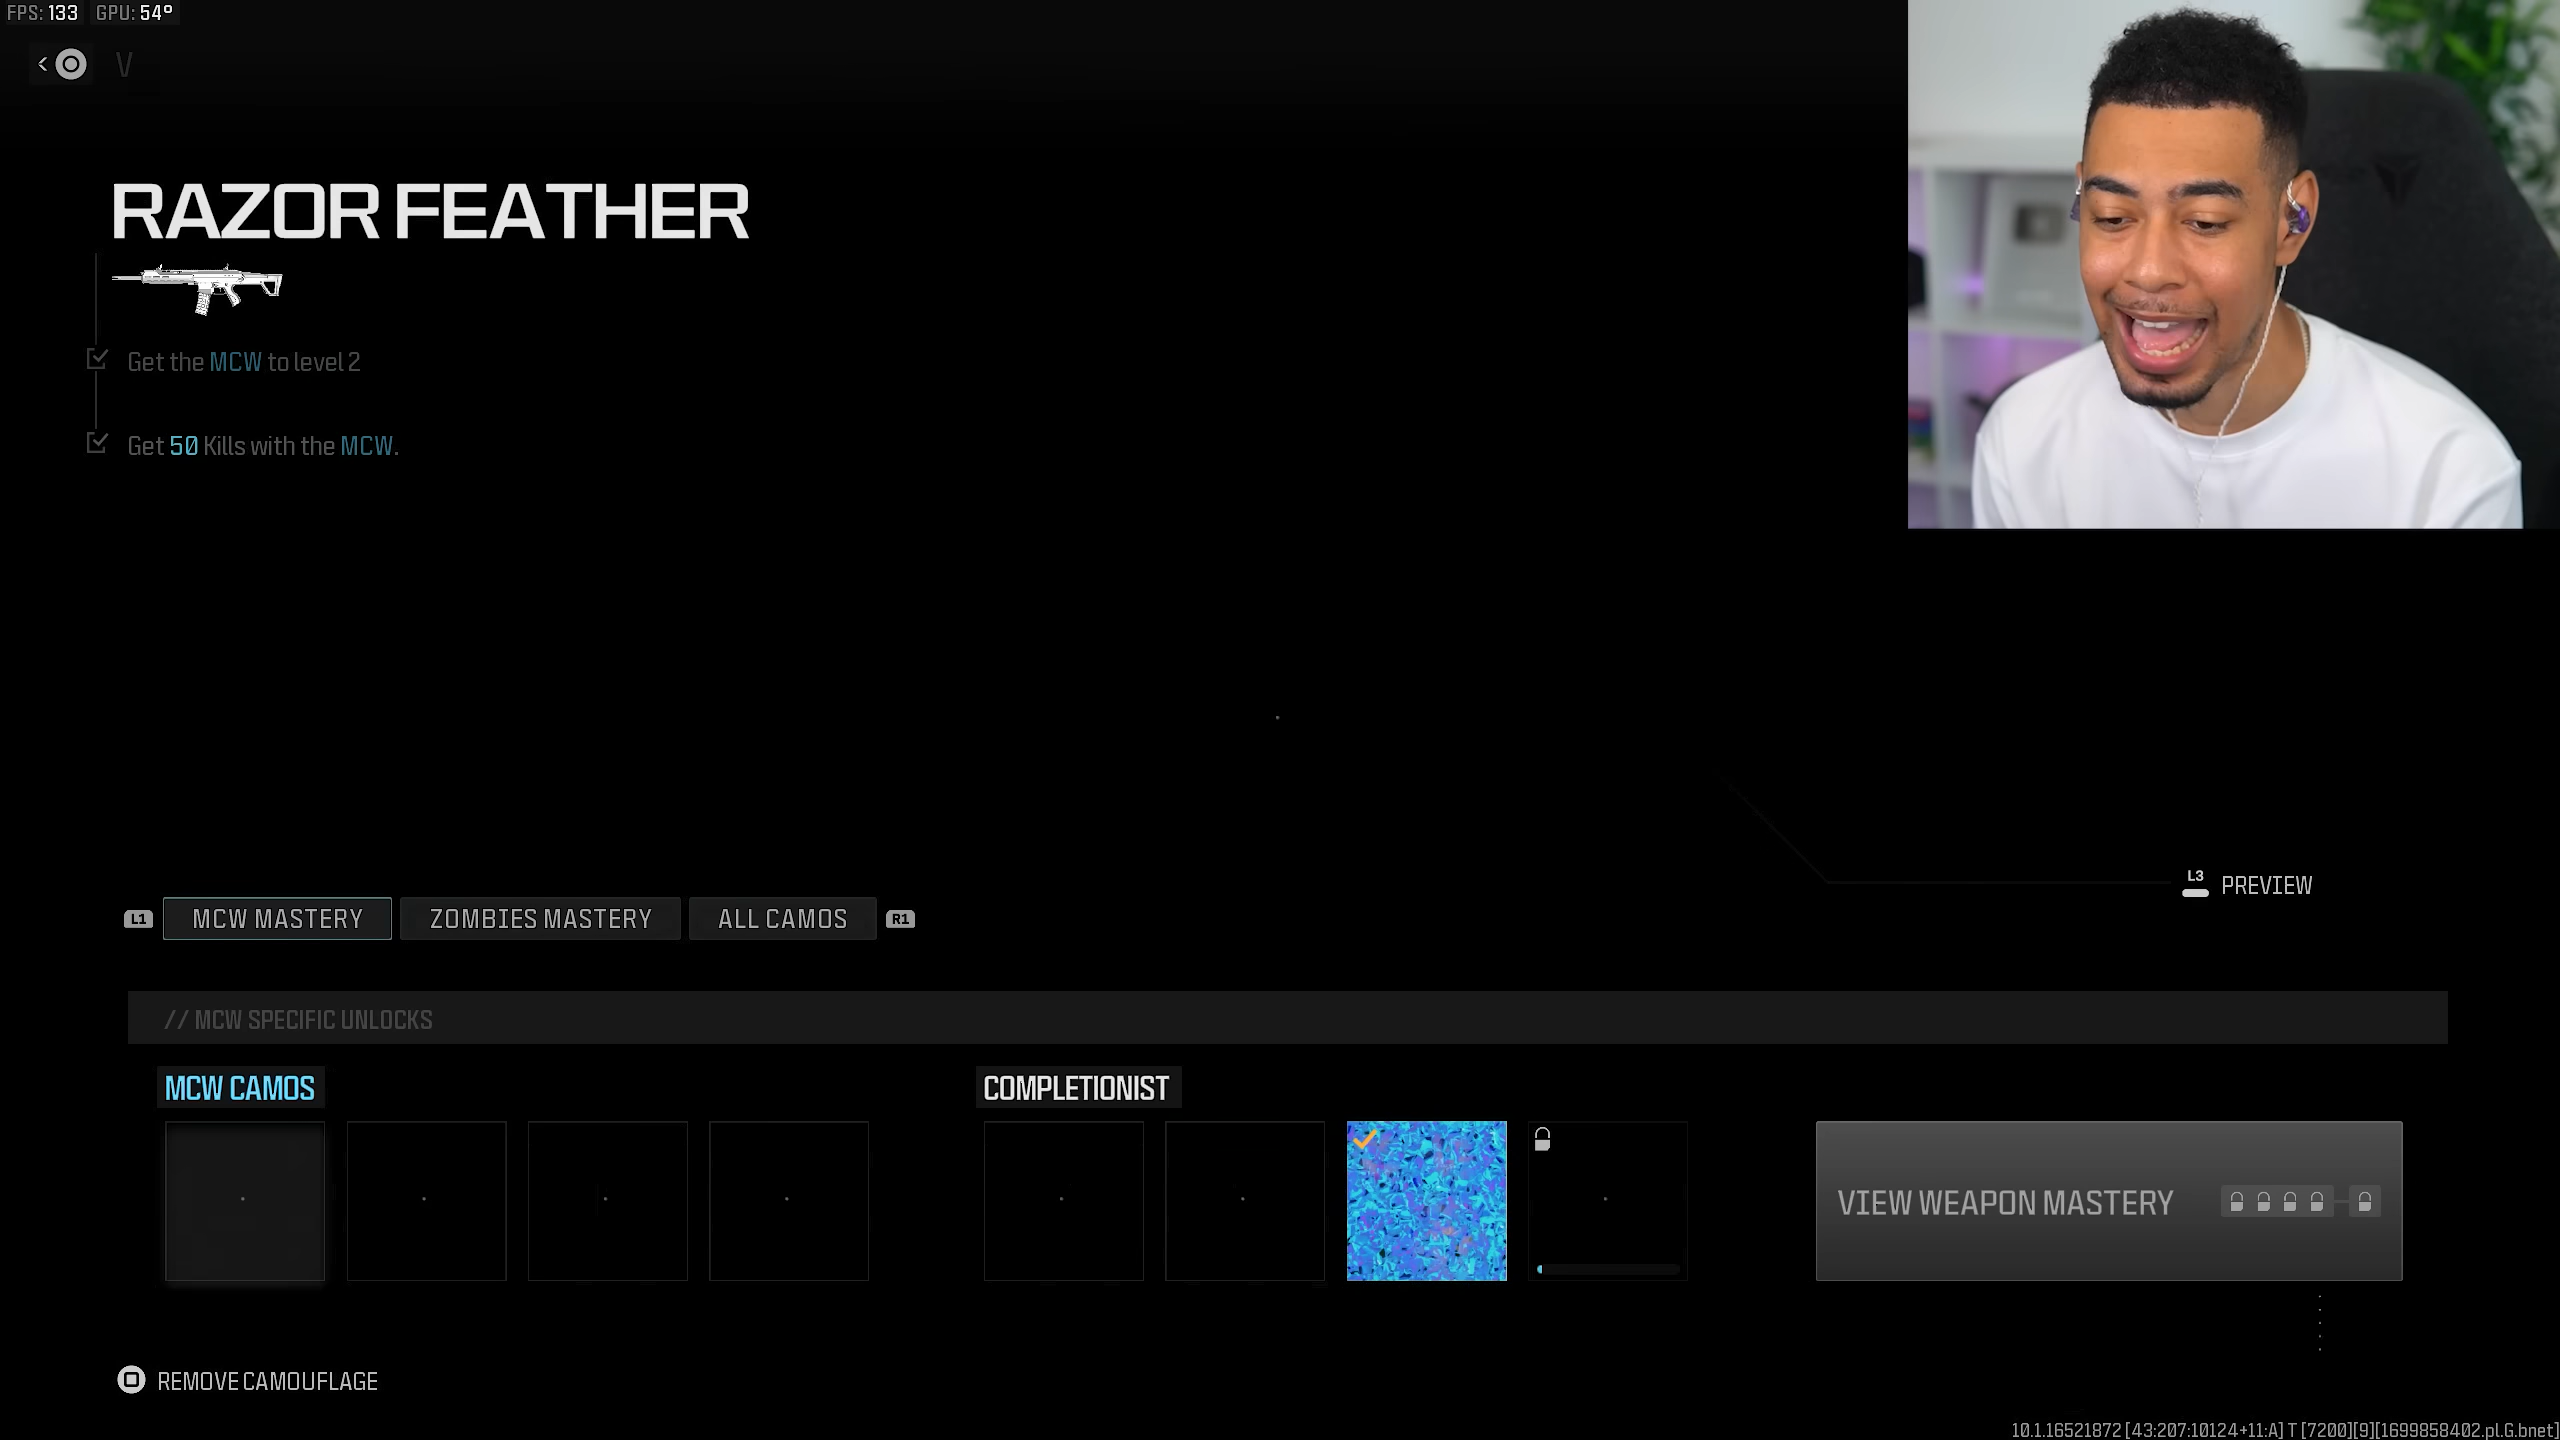 FPS: 133 GPU: 54°
V
RAZOR FEATHER
Get the MCW to level 2
Get 50 Kills with the MCW.
L3 PREVIEW
L1 MCW MASTERY ZOMBIES MASTERY ALL CAMOS R1
// MCW SPECIFIC UNLOCKS
MCW CAMOS COMPLETIONIST
VIEW WEAPON MASTERY
REMOVE CAMOUFLAGE
10.1.16521872 [43:207:10124+11:A] T [7200][9][1699858402.pl.G.bnet]